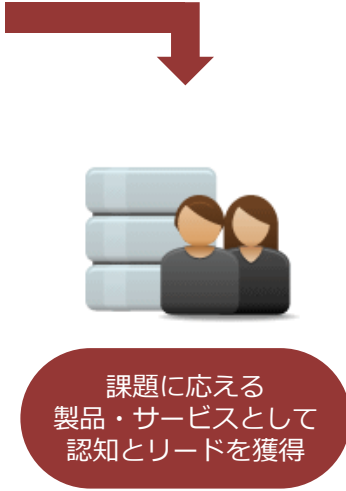 課題に応える
製品・サービスとして
認知とリードを獲得